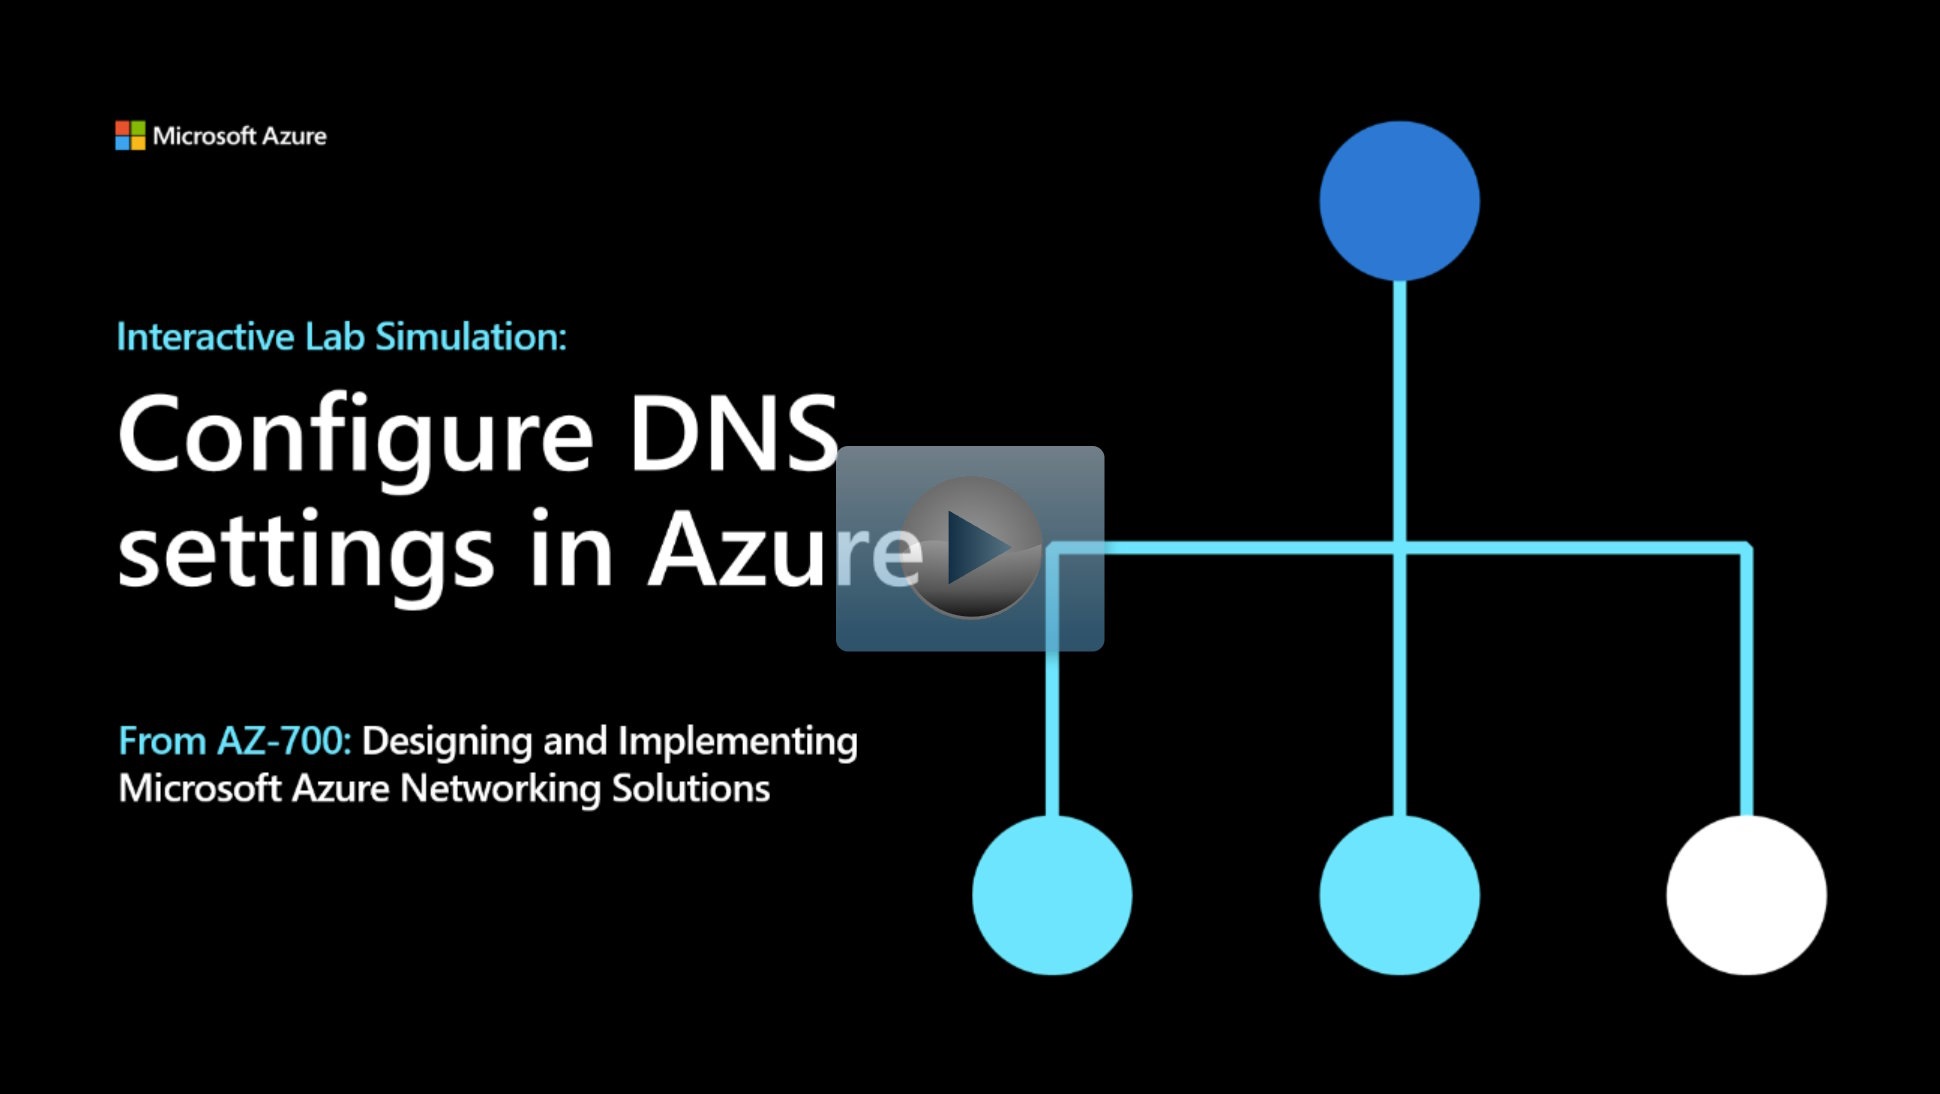 Microsoft Azure
Interactive Lab Simulation:
Configure DNS
settings in Azure
From AZ-700: Designing and Implementing
Microsoft Azure Networking Solutions